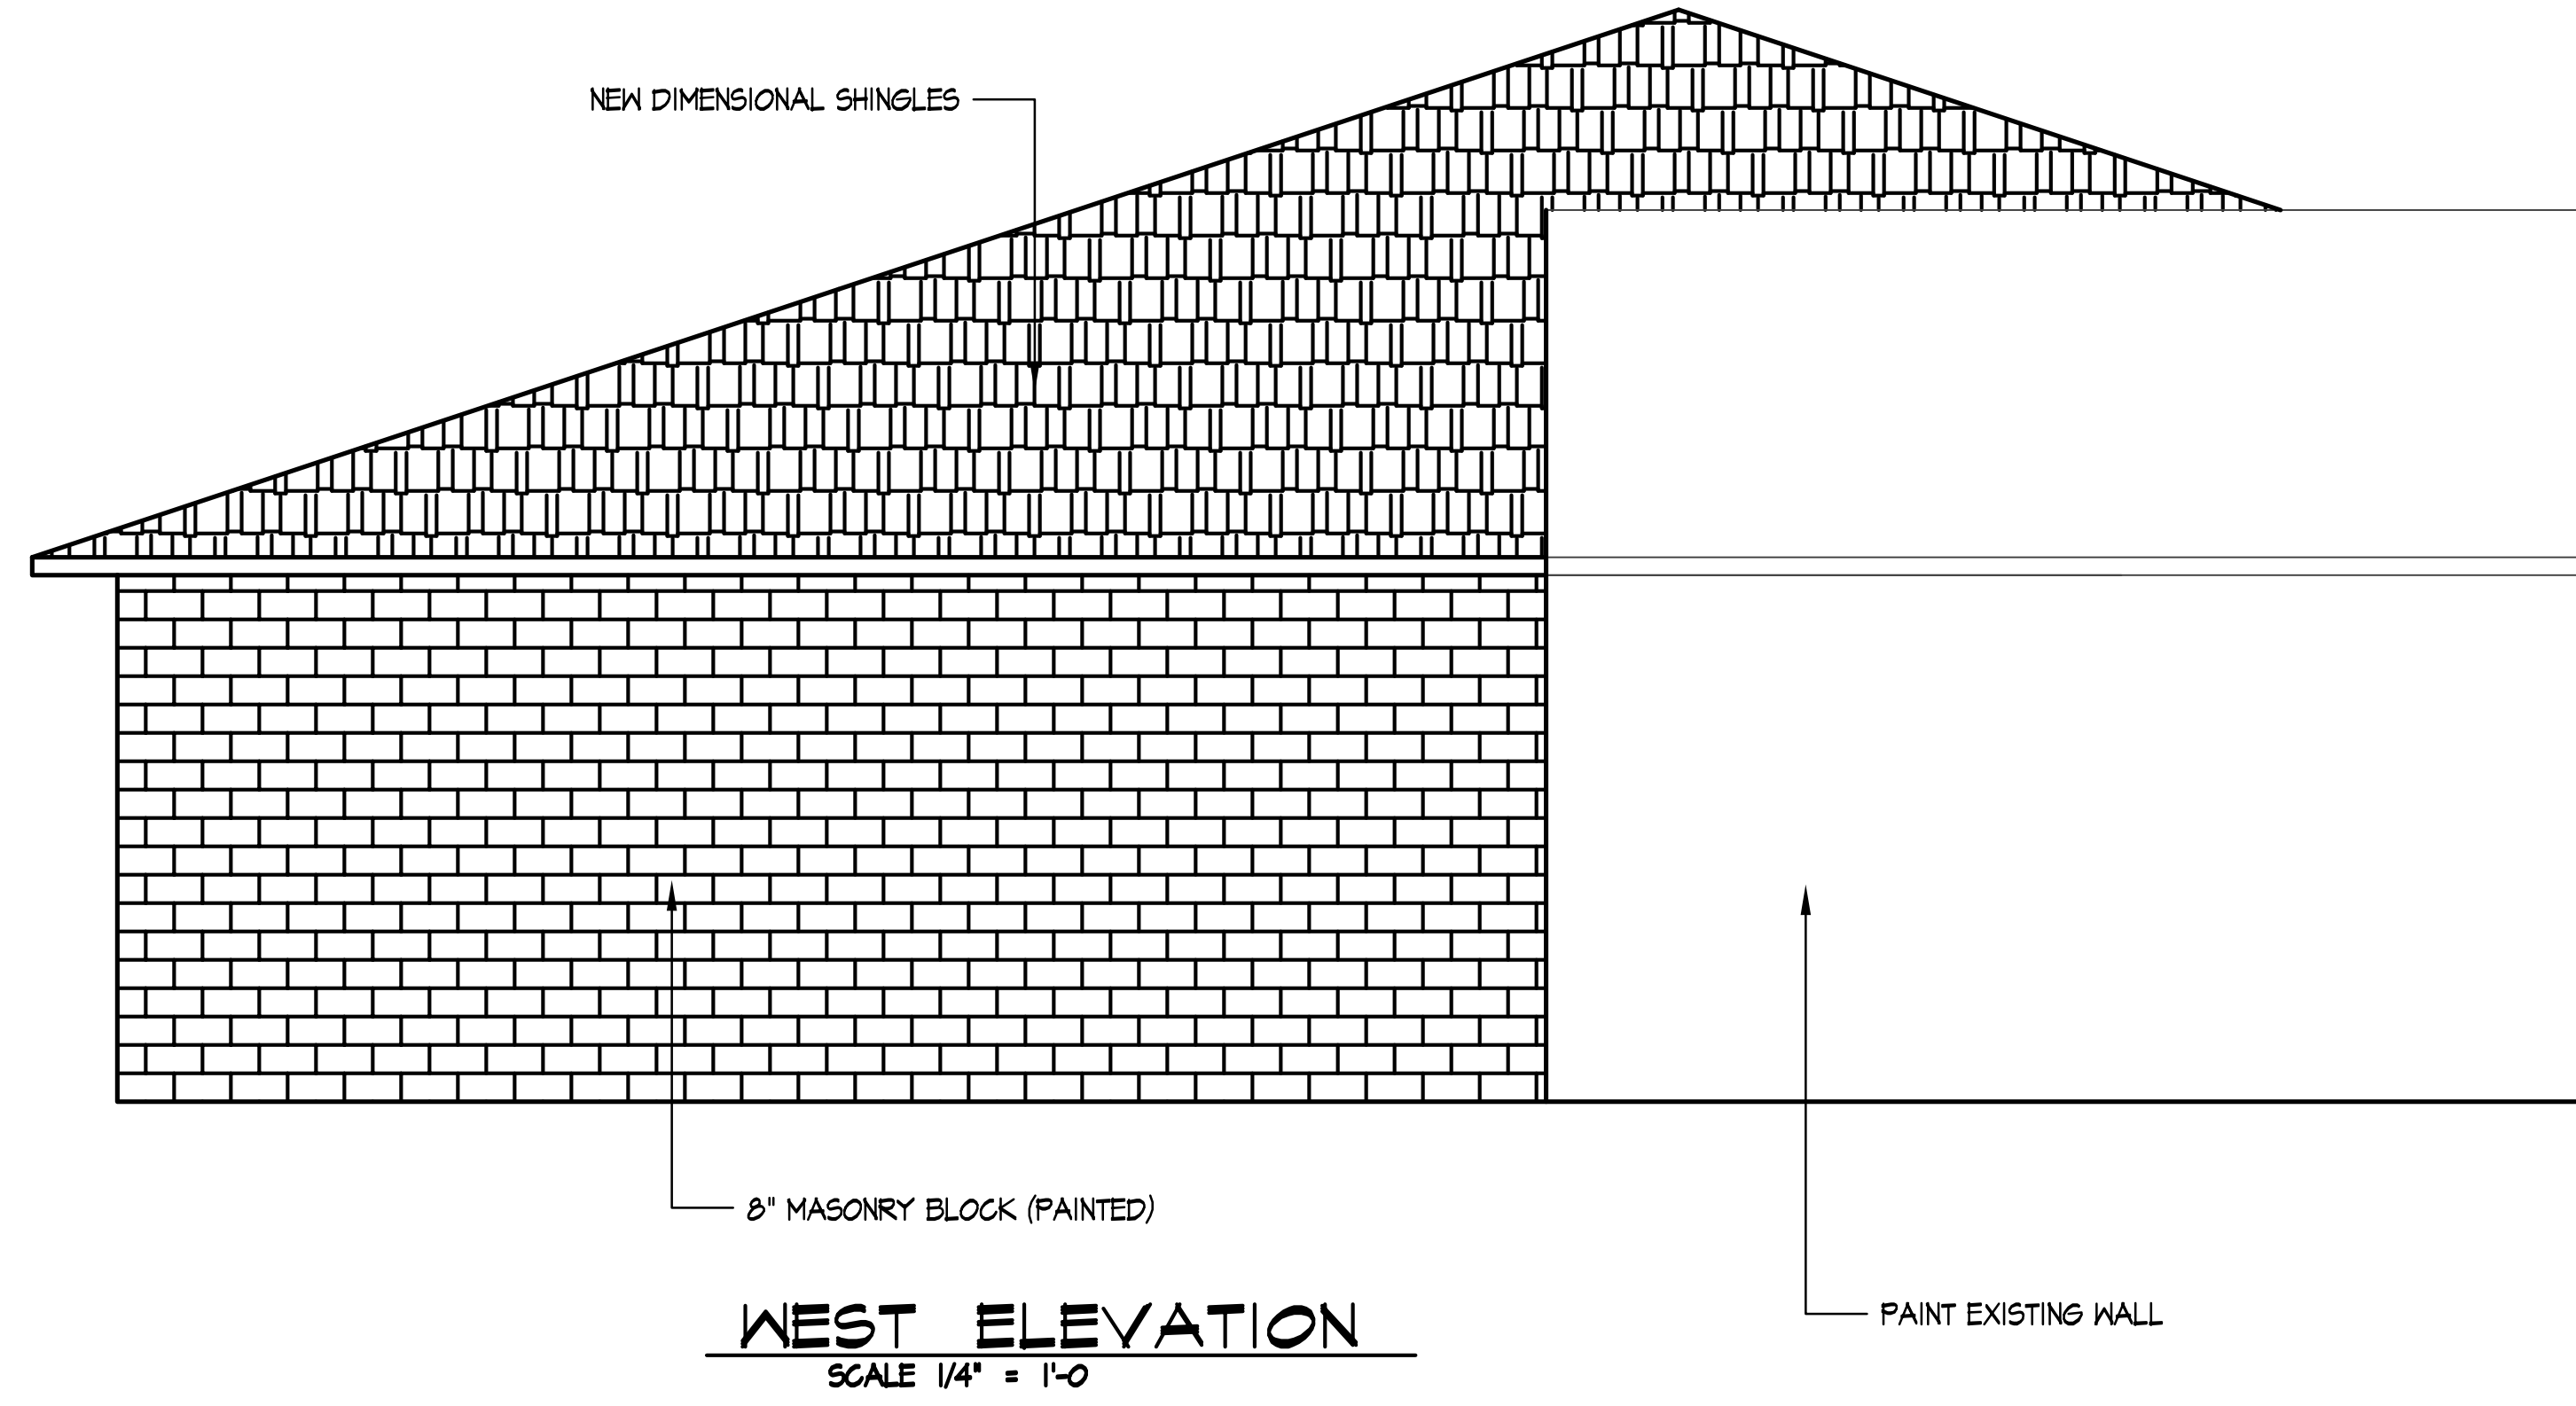 NEW DIMENSIONAL SHINGLES
8" MASONRY BLOCK (PAINTED)
PAINT EXISTING WALL
WEST ELEVATION
SCALE 1/4" = 1'-0